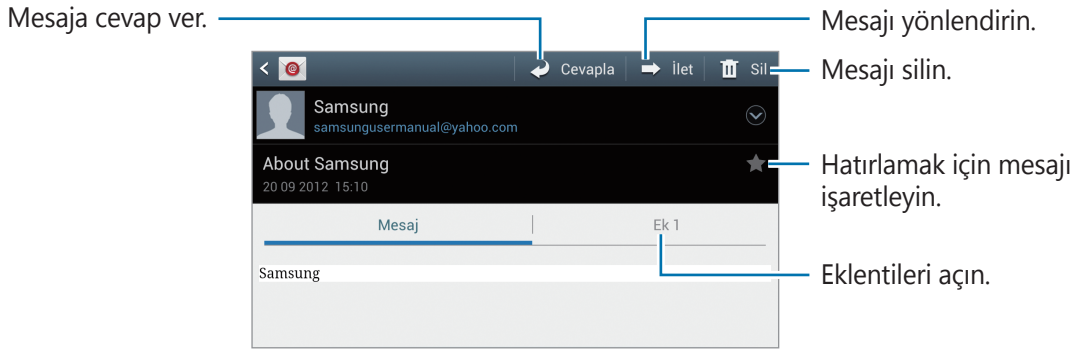 Mesaja cevap ver.
Mesajı yönlendirin.
Cevapla İlet Sil
Mesajı silin.
Samsung
samsungusermanual@yahoo.com
About Samsung
20 09 2012 15:10
Hatırlamak için mesajı
işaretleyin.
Mesaj Ek 1
Samsung
Eklentileri açın.